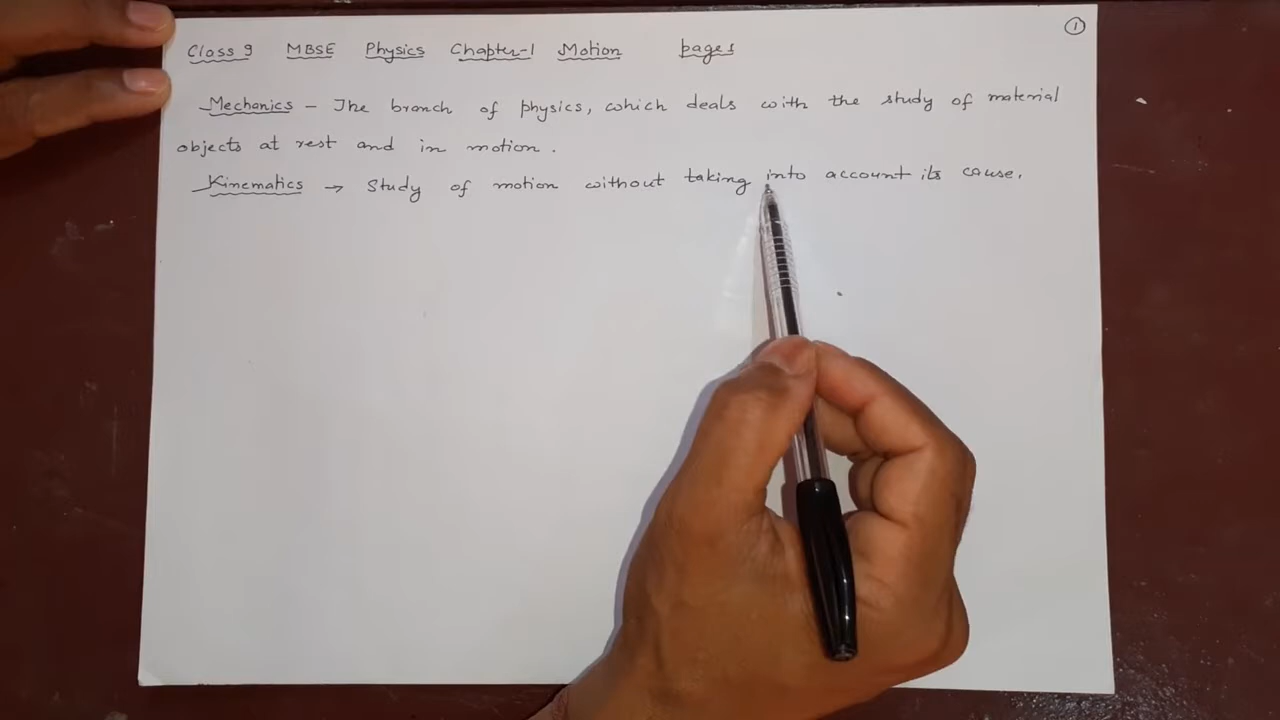 Class 9 MBSE Physics Chapter-1 Motion pages
1
Mechanics - The branch of physics, which deals with the study of material
objects at rest and in motion.
Kinematics → Study of motion without taking into account its cause.